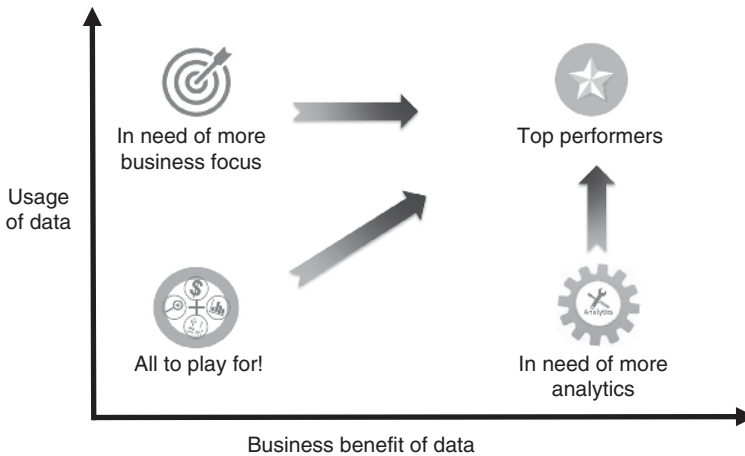 In need of more
business focus
Top performers
Usage
of data
$
Analytics
All to play for!
In need of more
analytics
Business benefit of data